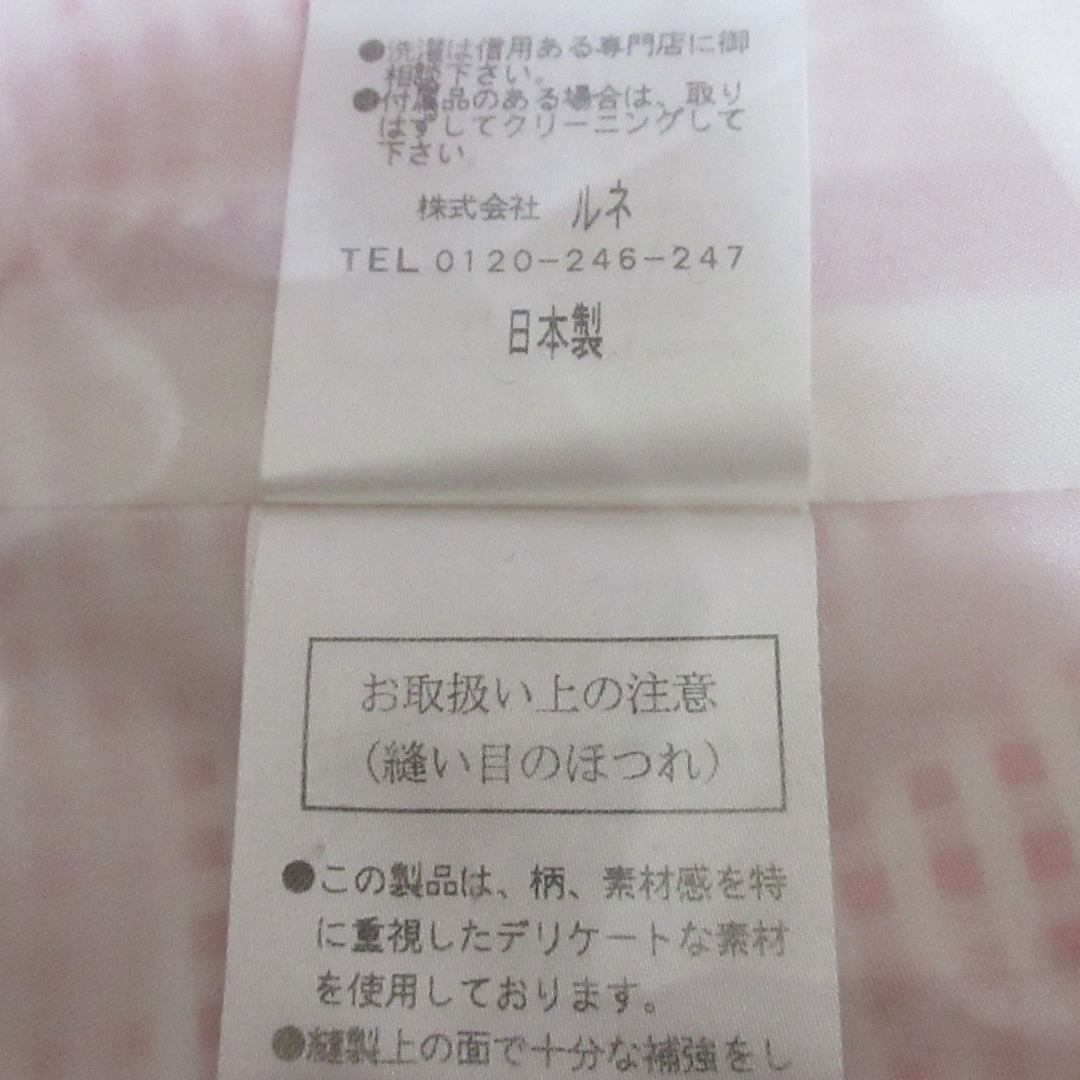 ●洗濯は信用ある専門店に御
相談下さい。
●付属品のある場合は、取り
はずしてクリーニングして
下さい。
株式会社 ルネ
TEL 0120-246-247
日本製
お取扱い上の注意
(縫い目のほつれ)
●この製品は、柄、素材感を特
に重視したデリケートな素材
を使用しております。
●縫製上の面で十分な補強をし